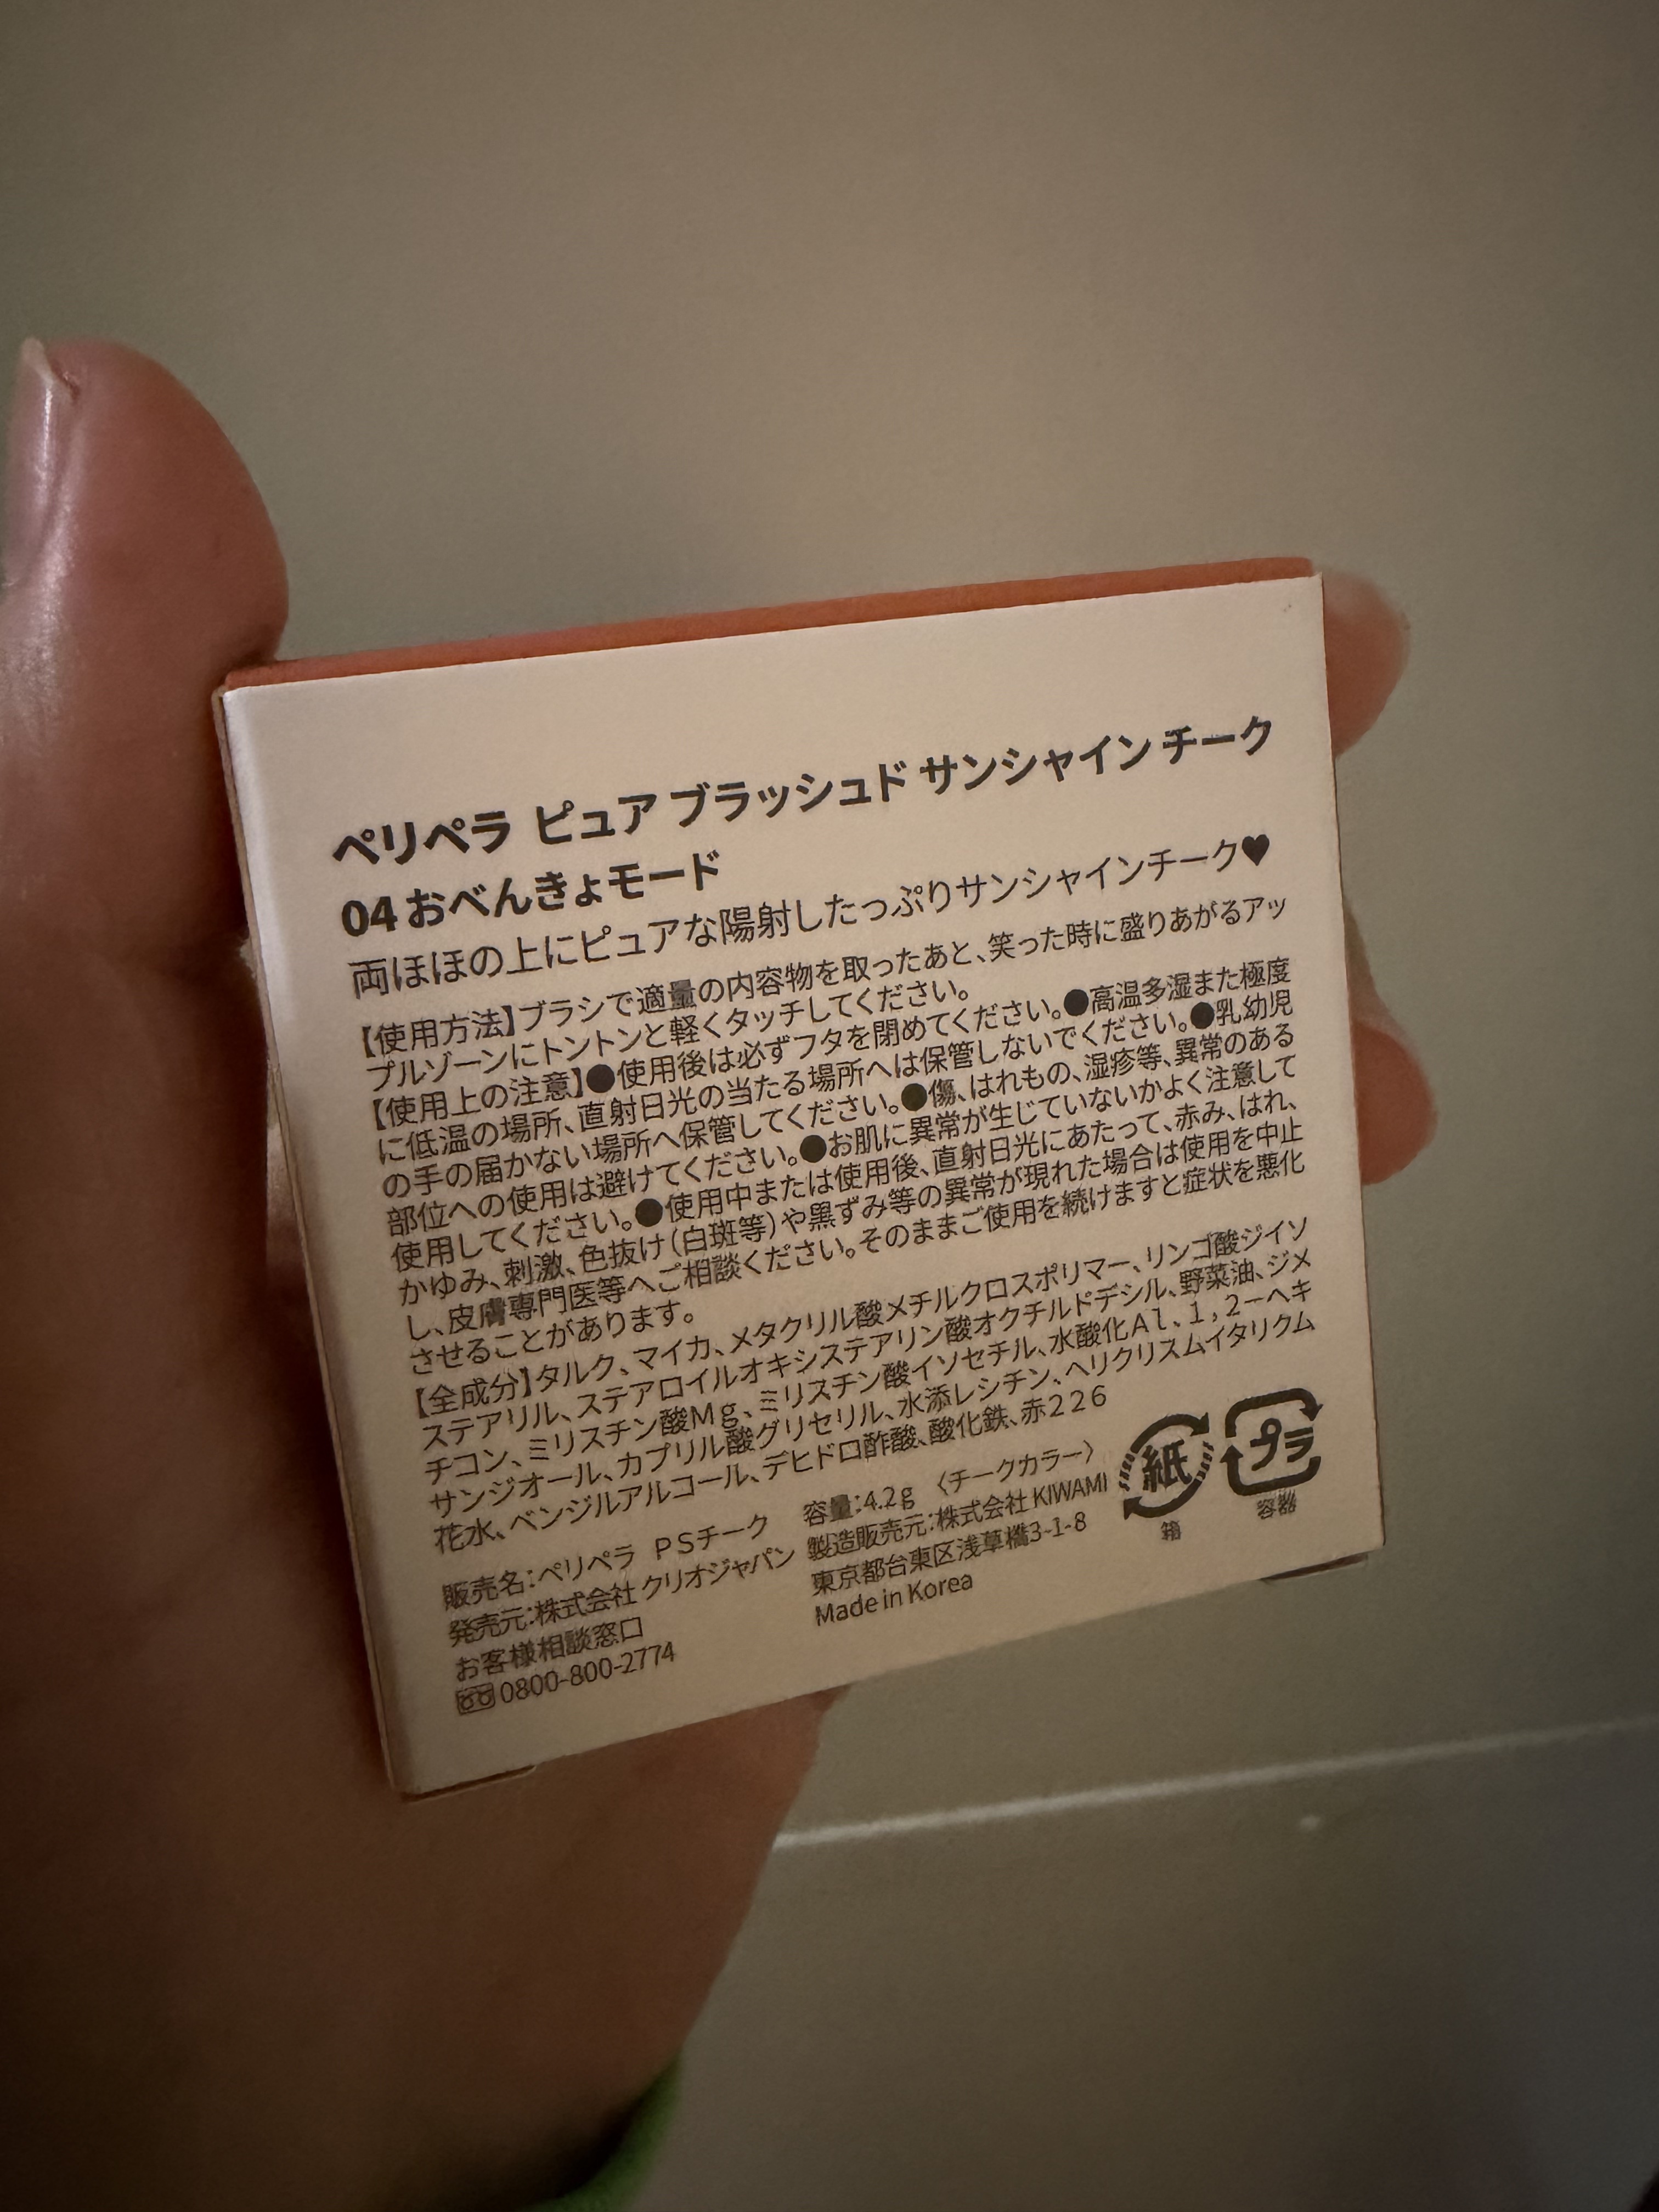 ペリペラ ピュア ブラッシュド サンシャイン チーク
04 おべんきょモード
両ほほの上にピュアな陽射したっぷりサンシャインチーク♥
【使用方法】ブラシで適量の内容物を取ったあと、笑った時に盛りあがるアッ
プルゾーンにトントンと軽くタッチしてください。
【使用上の注意】●使用後は必ずフタを閉めてください。●高温多湿また極度
に低温の場所、直射日光の当たる場所へは保管しないでください。●乳幼児
の手の届かない場所へ保管してください。●傷、はれもの、湿疹等、異常のある
部位への使用は避けてください。●お肌に異常が生じていないかよく注意して
使用してください。●使用中または使用後、直射日光にあたって、赤み、はれ、
かゆみ、刺激、色抜け(白斑等)や黒ずみ等の異常が現れた場合は使用を中止
し、皮膚専門医等へご相談ください。そのままご使用を続けますと症状を悪化
させることがあります。
【全成分】タルク、マイカ、メタクリル酸メチルクロスポリマー、リンゴ酸ジイソ
ステアリル、ステアロイルオキシステアリン酸オクチルドデシル、野菜油、ジメ
チコン、ミリスチン酸Mg、ミリスチン酸イソセチル、水酸化Al、1,2-ヘキ
サンジオール、カプリル酸グリセリル、水添レシチン、ヘリクリスムイタリクム
花水、ベンジルアルコール、デヒドロ酢酸、酸化鉄、赤226
販売名:ペリペラ PSチーク
発売元:株式会社 クリオジャパン
お客様相談窓口
0800-800-2774
容量:4.2g 〈チークカラー〉
製造販売元:株式会社 KIWAMI
東京都台東区浅草橋3-1-8
Made in Korea
紙
箱
プラ
容器